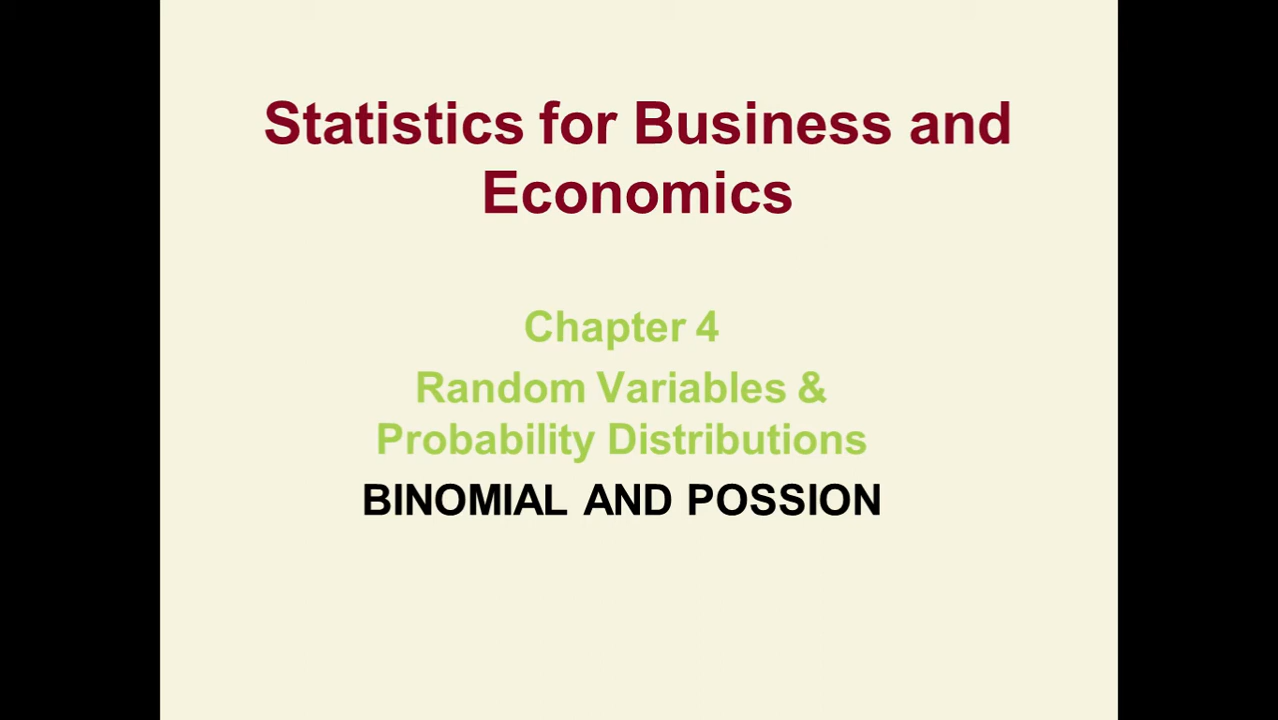 Statistics for Business and
Economics
Chapter 4
Random Variables &
Probability Distributions
BINOMIAL AND POSSION